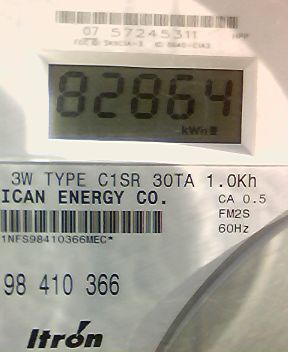 07 57245311
82864
kWh
3W TYPE C1SR 30TA 1.0Kh
ICAN ENERGY CO.
CA 0.5
FM2S
1NFS98410366MEC*
60Hz
98 410 366
Itrón